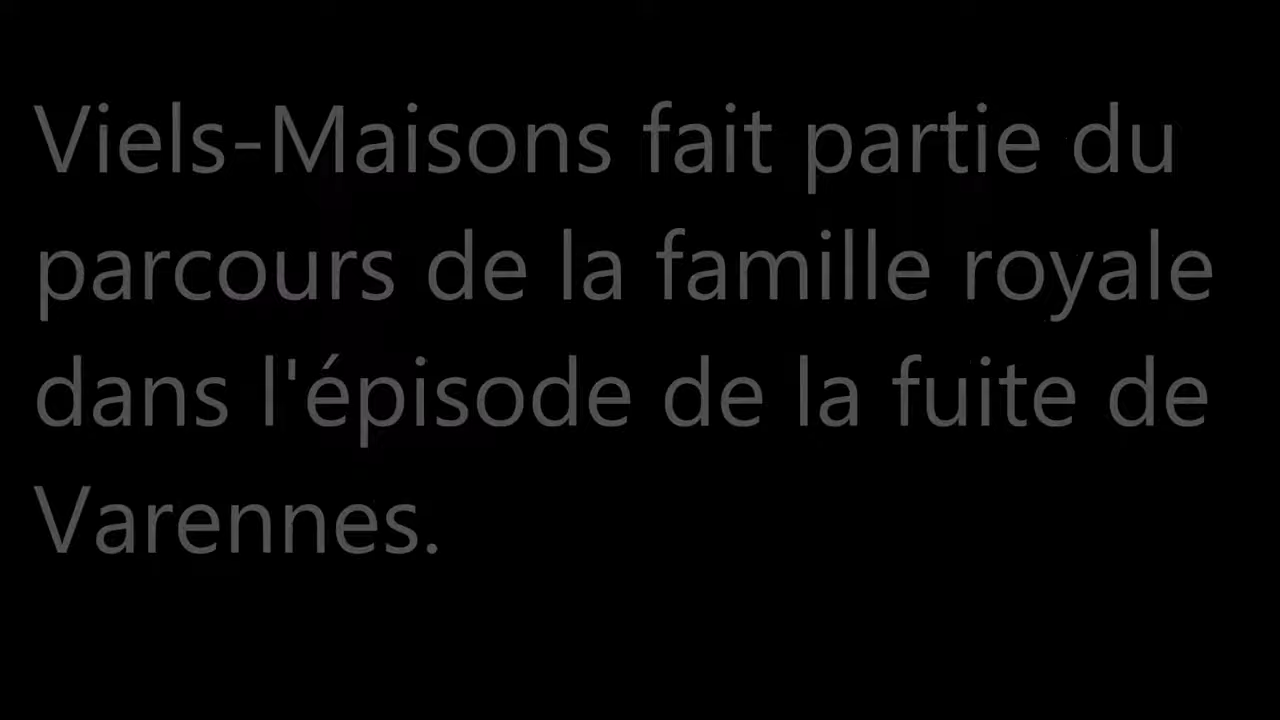 Viels-Maisons fait partie du
parcours de la famille royale
dans l'épisode de la fuite de
Varennes.